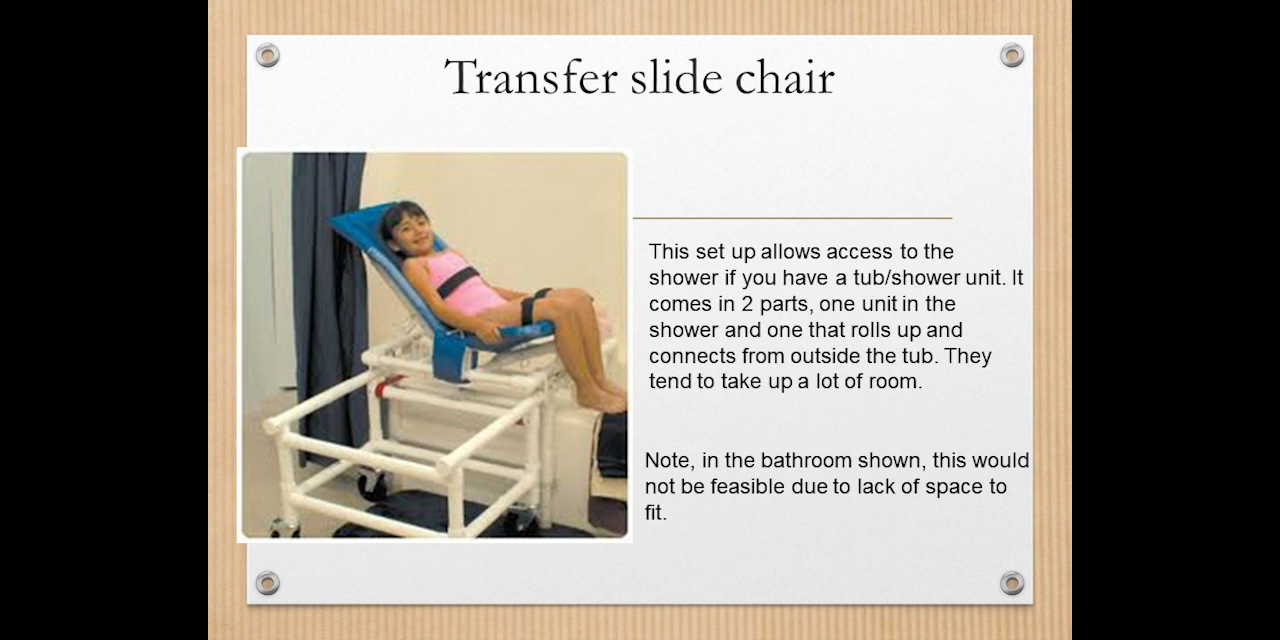 Transfer slide chair
This set up allows access to the
shower if you have a tub/shower unit. It
comes in 2 parts, one unit in the
shower and one that rolls up and
connects from outside the tub. They
tend to take up a lot of room.
Note, in the bathroom shown, this would
not be feasible due to lack of space to
fit.